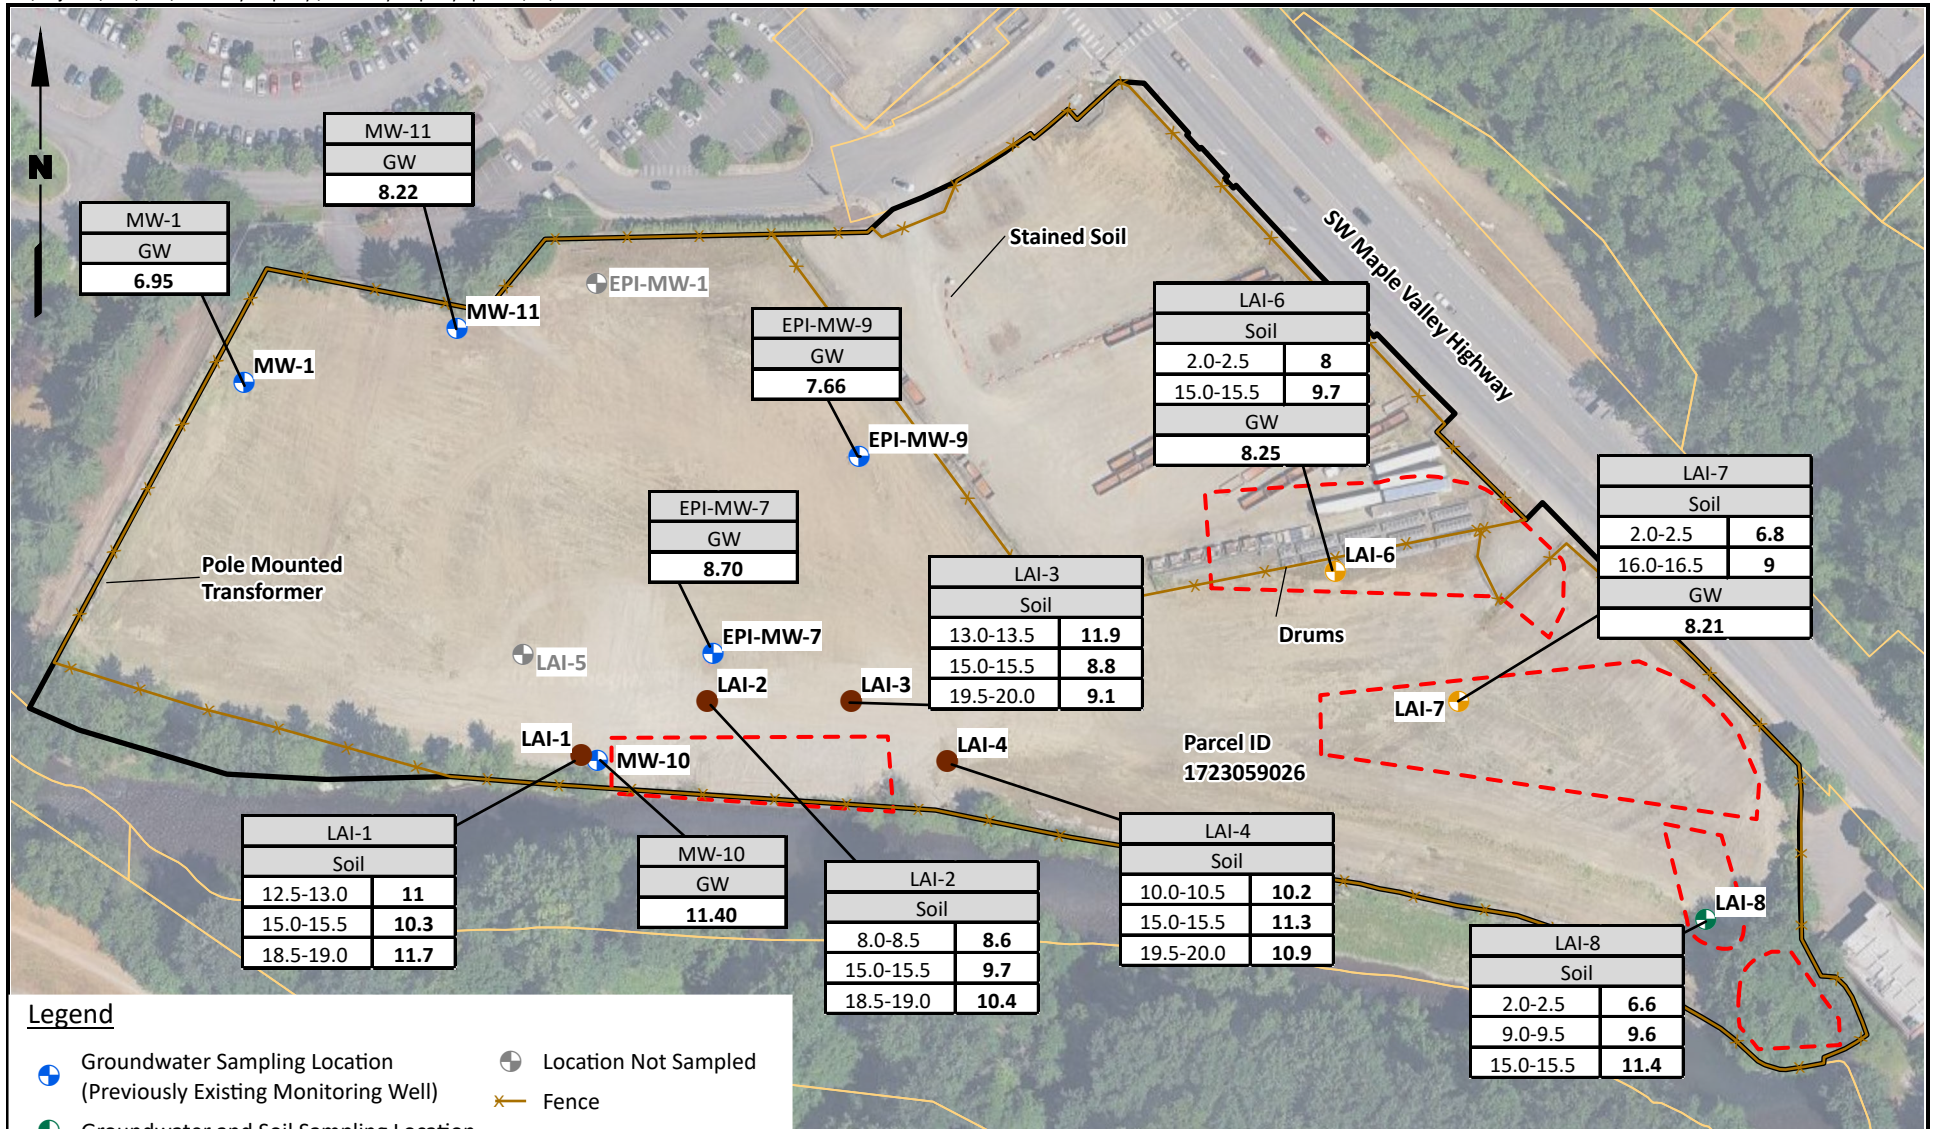 N
MW-11
GW
8.22
MW-1
GW
6.95
EPI-MW-1
MW-11
MW-1
Stained Soil
SW Maple Valley Highway
EPI-MW-9
GW
7.66
EPI-MW-9
LAI-6
Soil
2.0-2.5 8
15.0-15.5 9.7
GW
8.25
LAI-7
Soil
2.0-2.5 6.8
16.0-16.5 9
GW
8.21
EPI-MW-7
GW
8.70
Pole Mounted
Transformer
LAI-6
Drums
LAI-3
Soil
13.0-13.5 11.9
15.0-15.5 8.8
19.5-20.0 9.1
EPI-MW-7
LAI-5
LAI-2
LAI-3
LAI-7
LAI-1
MW-10
LAI-4
Parcel ID
1723059026
LAI-1
Soil
12.5-13.0 11
15.0-15.5 10.3
18.5-19.0 11.7
MW-10
GW
11.40
LAI-2
Soil
8.0-8.5 8.6
15.0-15.5 9.7
18.5-19.0 10.4
LAI-4
Soil
10.0-10.5 10.2
15.0-15.5 11.3
19.5-20.0 10.9
LAI-8
LAI-8
Soil
2.0-2.5 6.6
9.0-9.5 9.6
15.0-15.5 11.4
Legend
Groundwater Sampling Location
(Previously Existing Monitoring Well)
Groundwater and Soil Sampling Location
Location Not Sampled
Fence